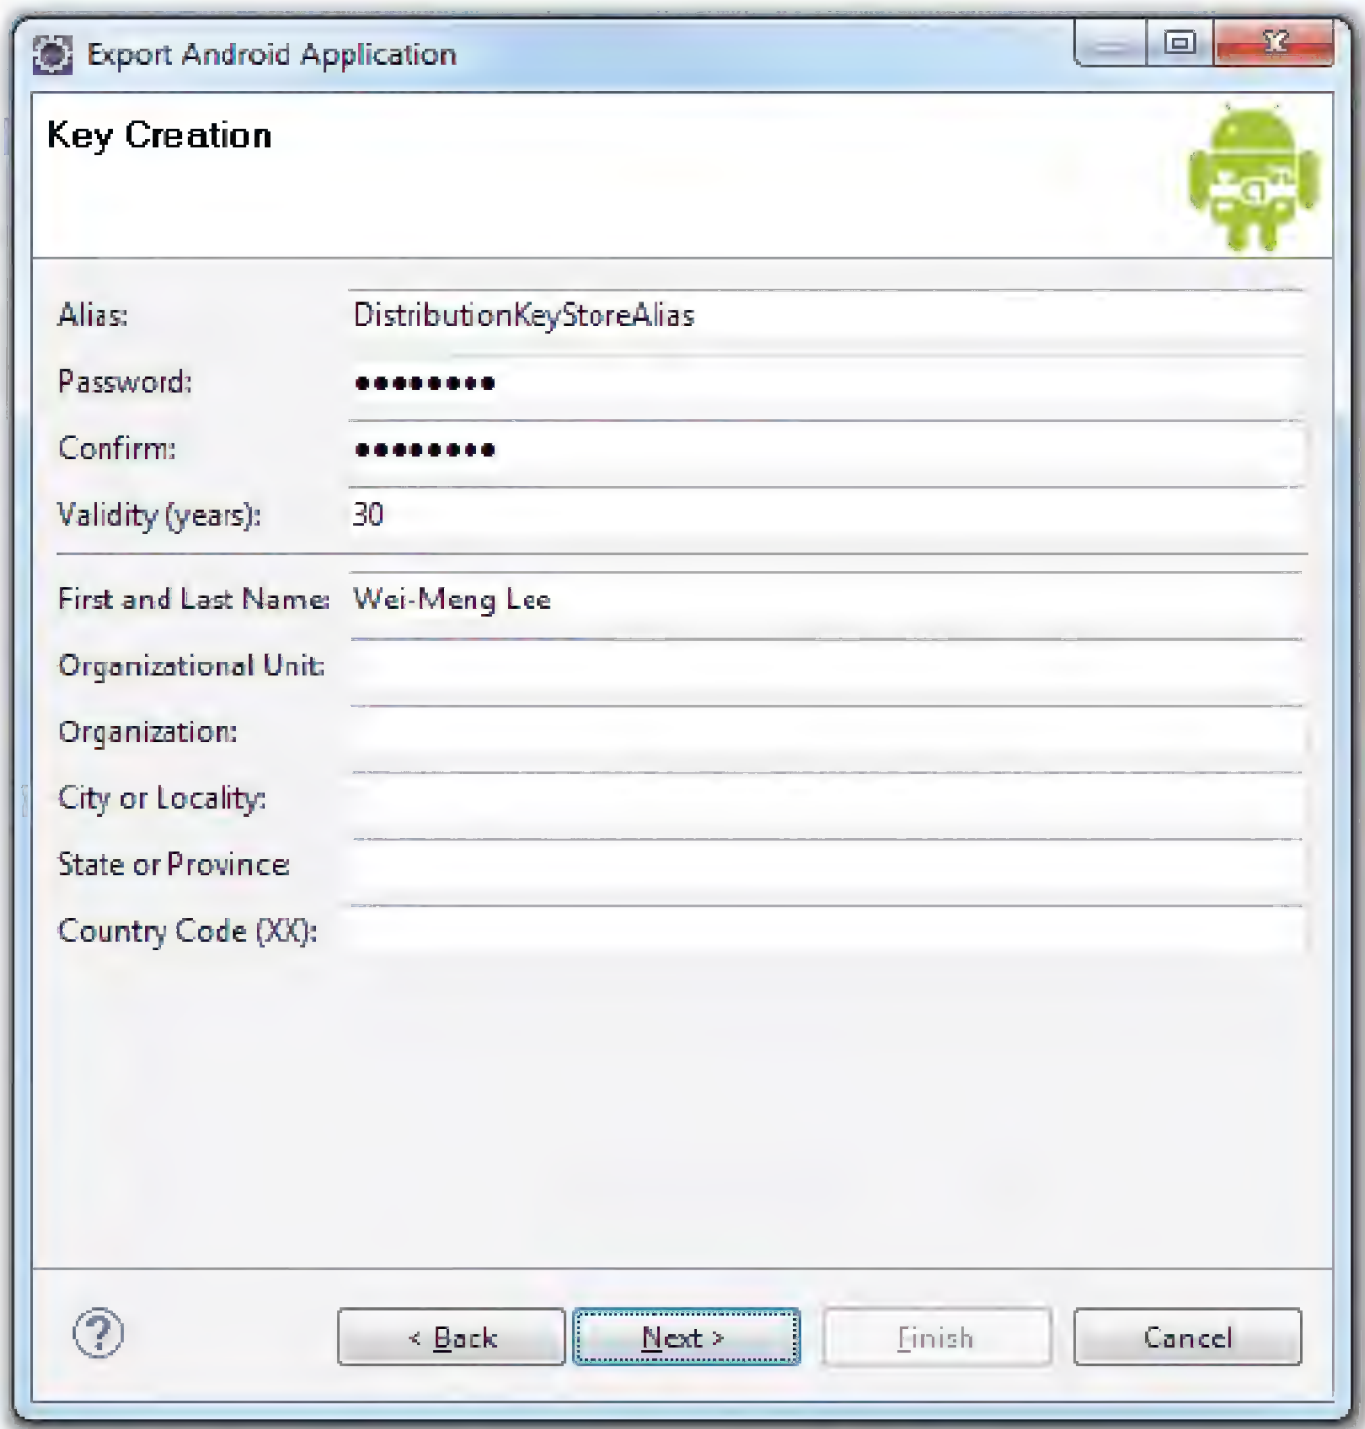 Export Android Application
Key Creation
Alias: DistributionKeyStoreAlias
Password: ●●●●●●●●
Confirm: ●●●●●●●●
Validity (years): 30
First and Last Name: Wei-Meng Lee
Organizational Unit:
Organization:
City or Locality:
State or Province:
Country Code (XX):
? < Back Next > Finish Cancel